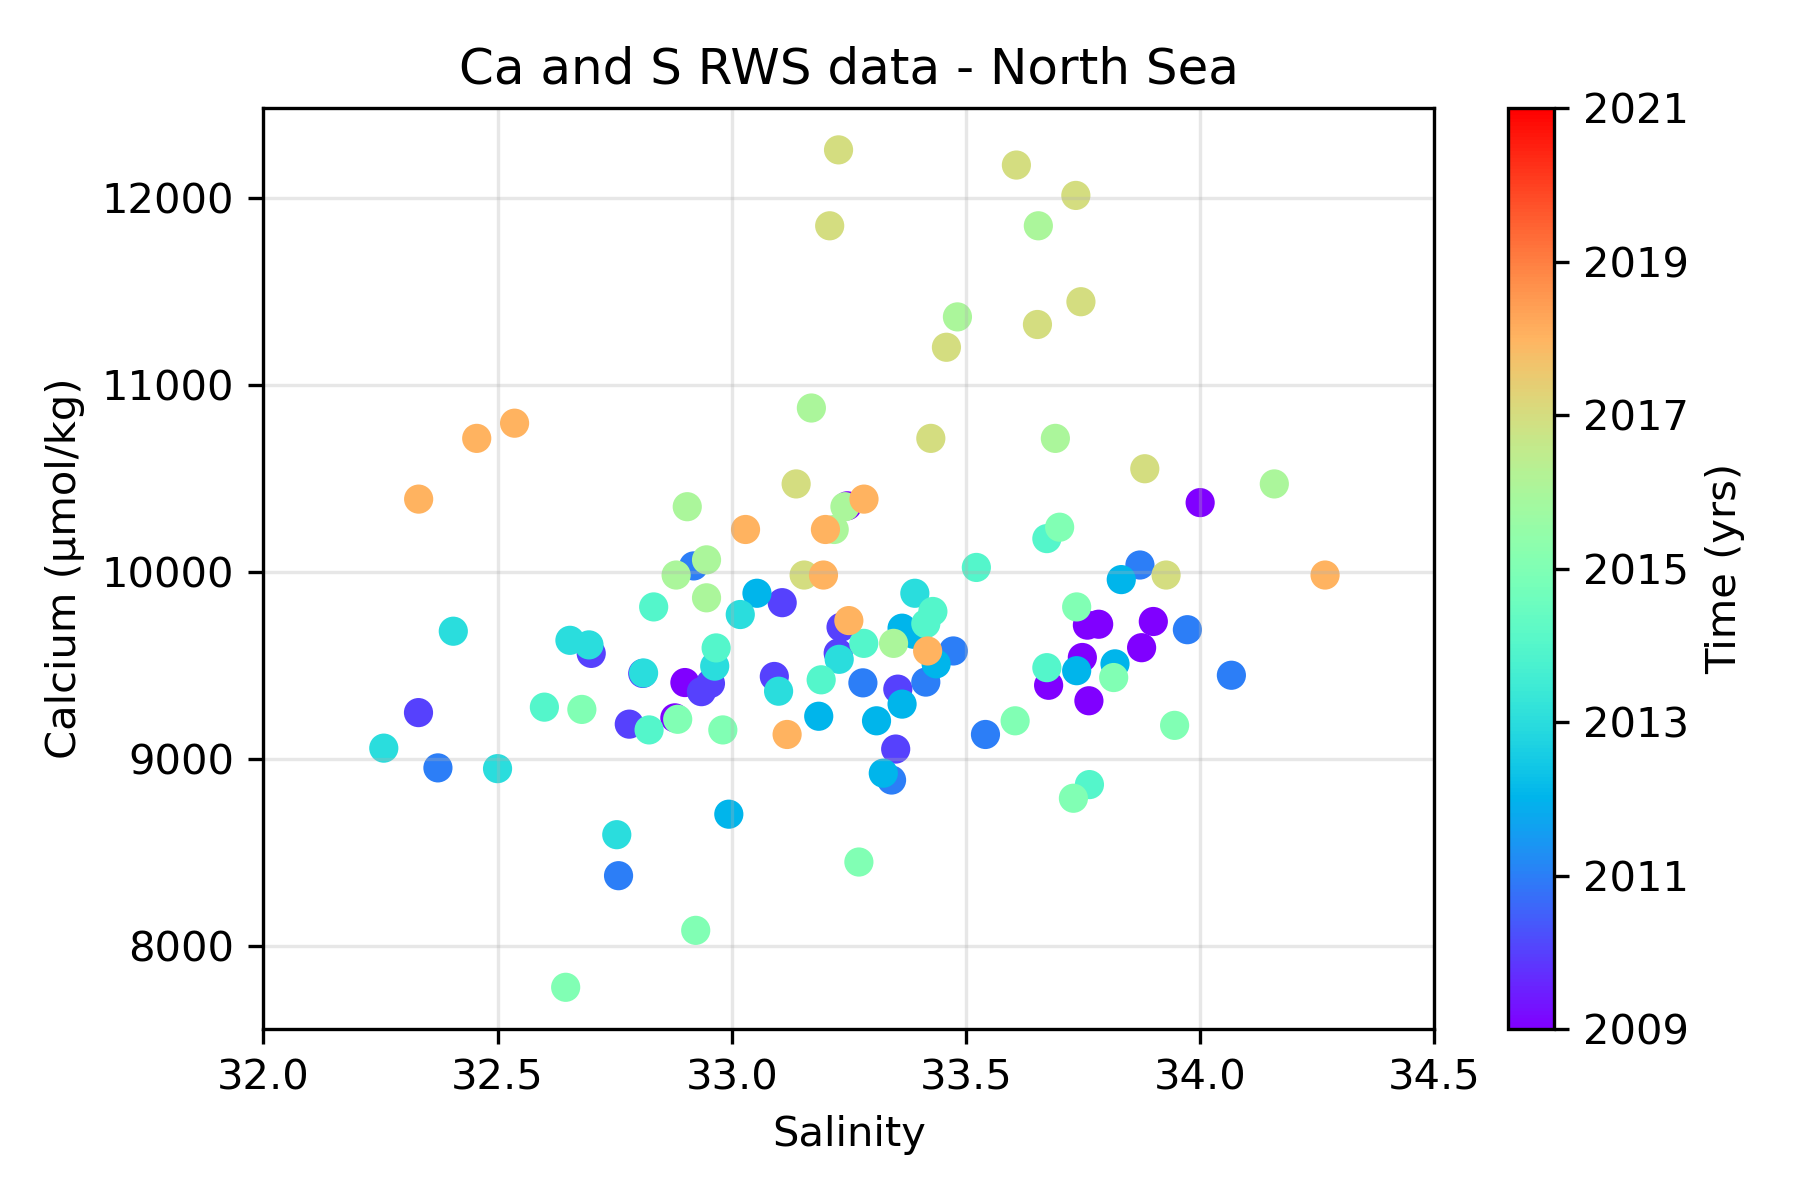 Ca and S RWS data - North Sea
12000
11000
10000
9000
8000
Calcium (μmol/kg)
32.0 32.5 33.0 33.5 34.0 34.5
Salinity
2021
2019
2017
2015
2013
2011
2009
Time (yrs)